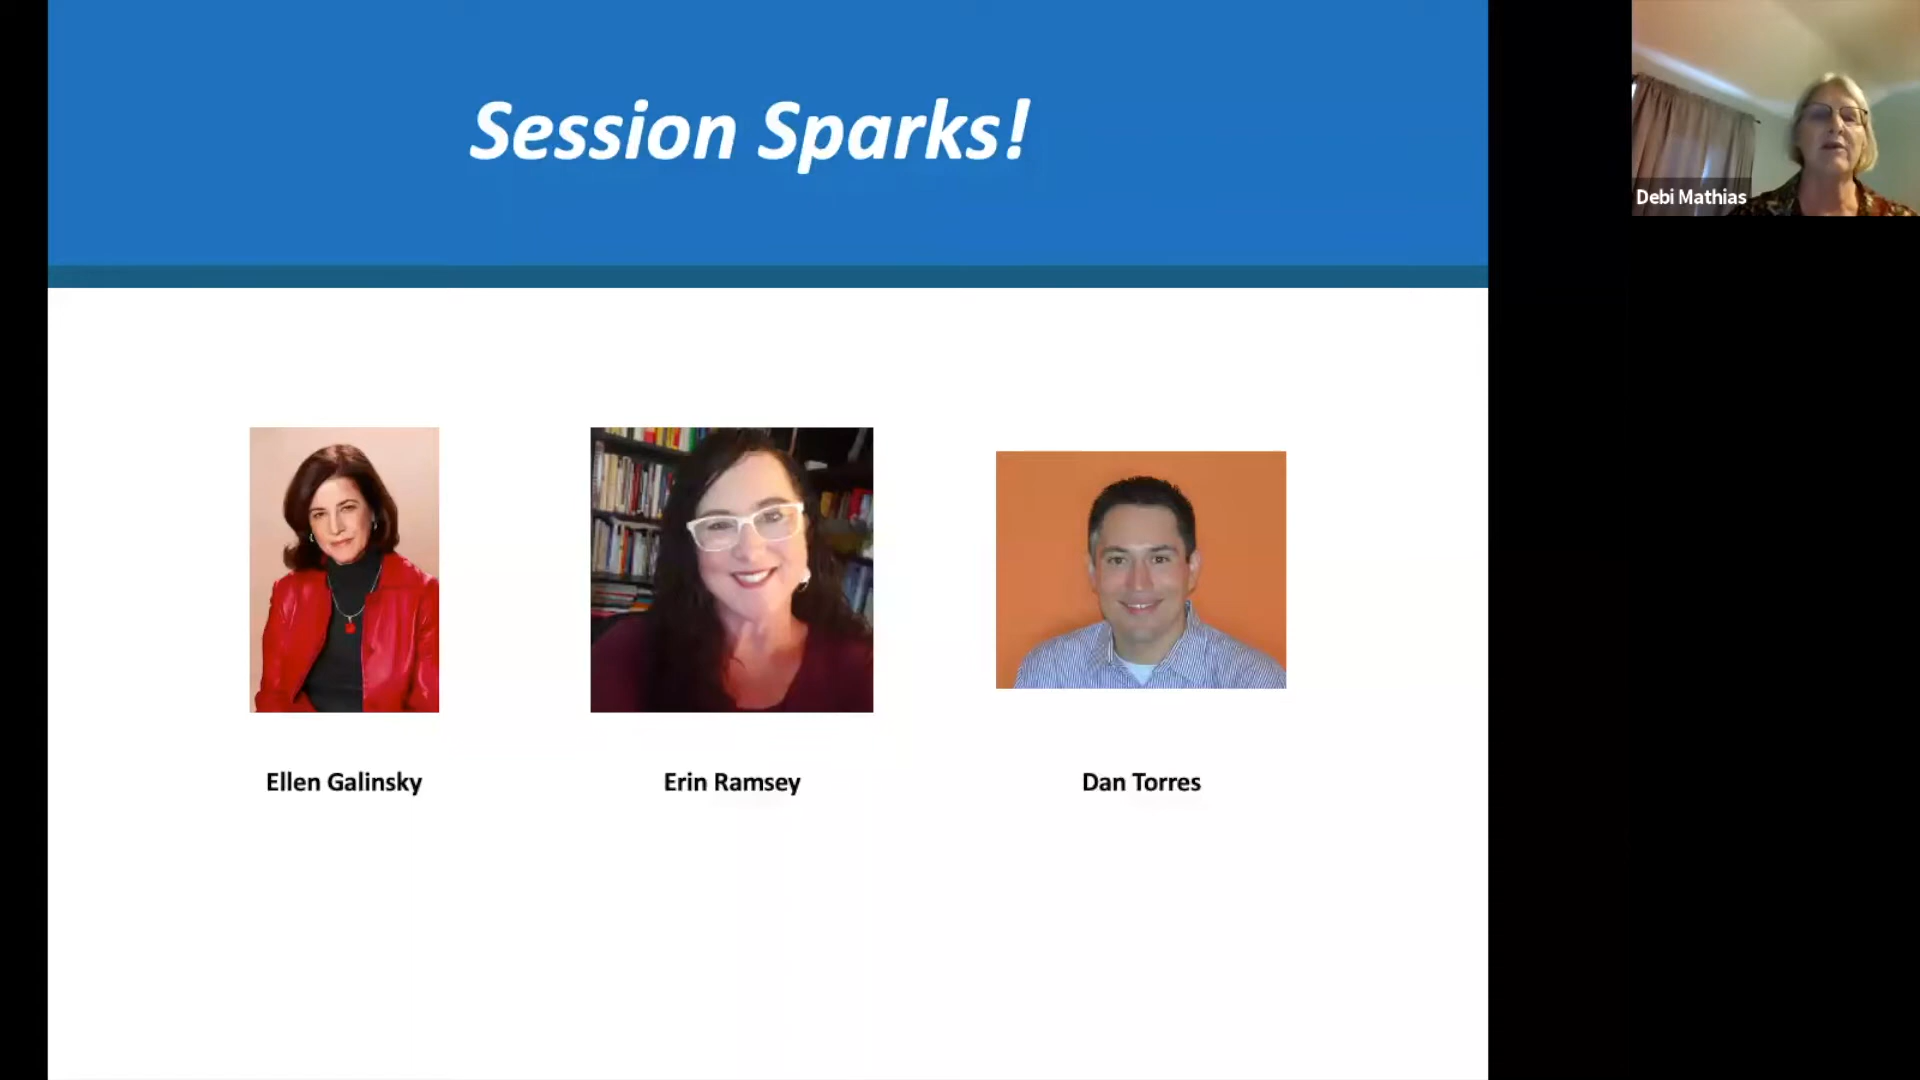 Session Sparks!
Debi Mathias
Ellen Galinsky
Erin Ramsey
Dan Torres